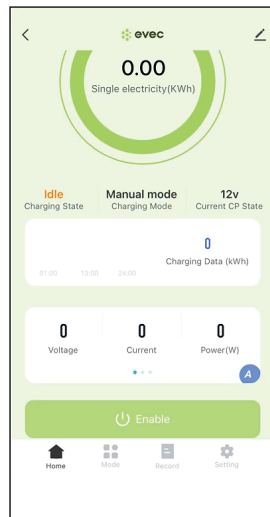 evec
0.00
Single electricity(KWh)
Idle Manual mode 12v
Charging State Charging Mode Current CP State
0
Charging Data (kWh)
01:00 13:00 24:00
0 0 0
Voltage Current Power(W)
A
Enable
Home Mode Record Setting